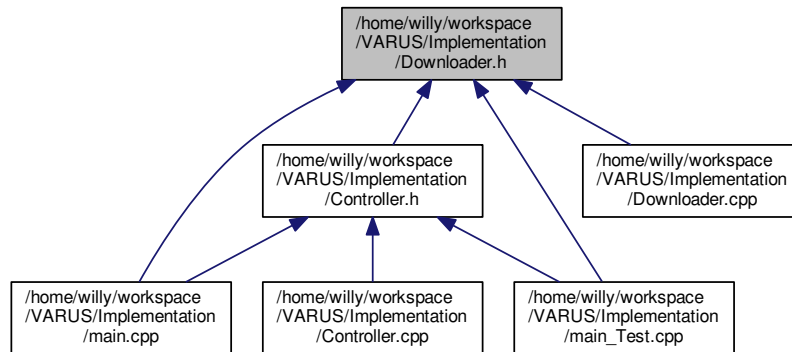 /home/willy/workspace
/VARUS/Implementation
/Downloader.h
/home/willy/workspace
/VARUS/Implementation
/Controller.h
/home/willy/workspace
/VARUS/Implementation
/Downloader.cpp
/home/willy/workspace
/VARUS/Implementation
/main.cpp
/home/willy/workspace
/VARUS/Implementation
/Controller.cpp
/home/willy/workspace
/VARUS/Implementation
/main_Test.cpp